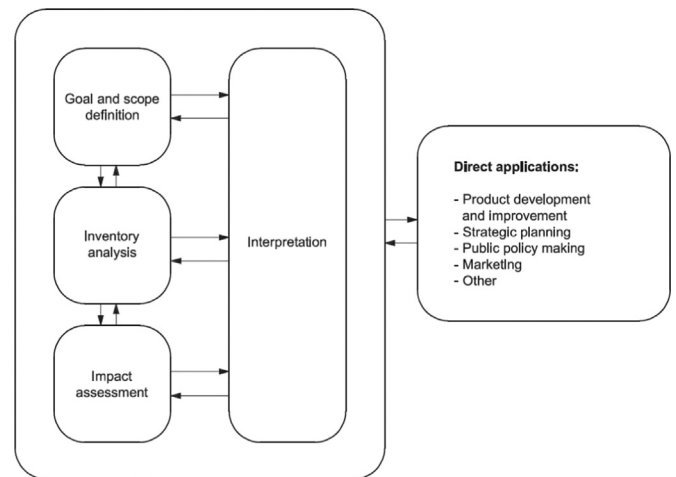 Goal and scope
definition
Inventory
analysis
Impact
assessment
Interpretation
Direct applications:
- Product development
and improvement
- Strategic planning
- Public policy making
- Marketing
- Other